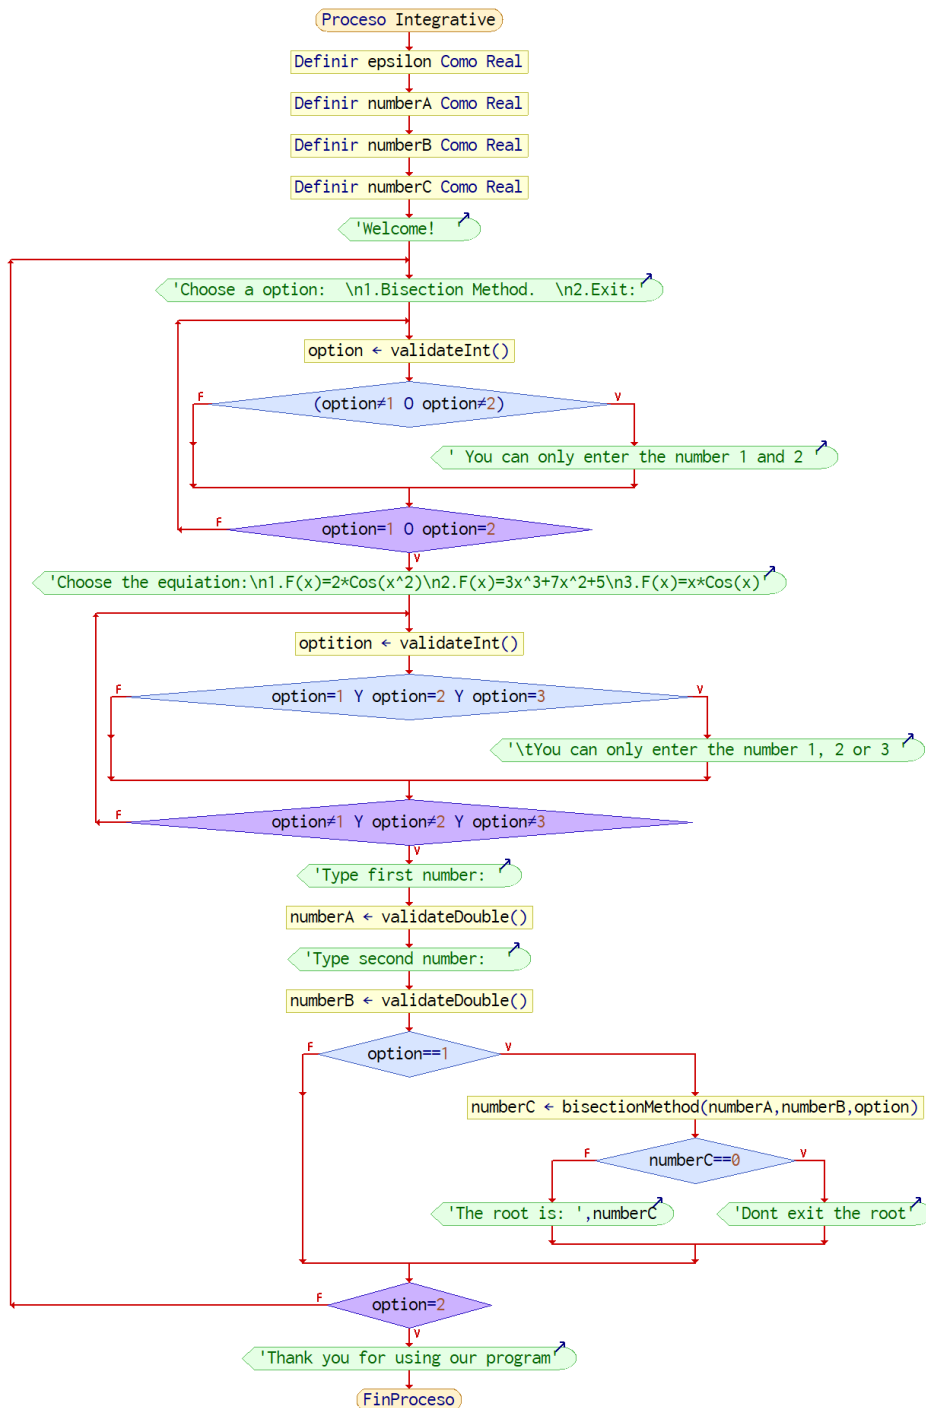 Proceso Integrative
Definir epsilon Como Real
Definir numberA Como Real
Definir numberB Como Real
Definir numberC Como Real
'Welcome!  '
'Choose a option:  \n1.Bisection Method.  \n2.Exit:'
option ← validateInt()
F
(option≠1 O option≠2)
V
' You can only enter the number 1 and 2 '
F
option=1 O option=2
V
'Choose the equiation:\n1.F(x)=2*Cos(x^2)\n2.F(x)=3x^3+7x^2+5\n3.F(x)=x*Cos(x)'
optition ← validateInt()
F
option=1 Y option=2 Y option=3
V
'\tYou can only enter the number 1, 2 or 3 '
F
option≠1 Y option≠2 Y option≠3
V
'Type first number:  '
numberA ← validateDouble()
'Type second number:  '
numberB ← validateDouble()
F
option==1
V
numberC ← bisectionMethod(numberA,numberB,option)
F
numberC==0
V
'The root is: ',numberC
'Dont exit the root'
F
option=2
V
'Thank you for using our program'
FinProceso